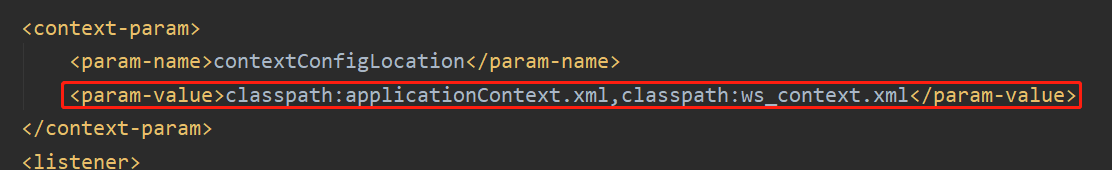 <context-param>
<param-name>contextConfigLocation</param-name>
<param-value>classpath:applicationContext.xml,classpath:ws_context.xml</param-value>
</context-param>
<listener>